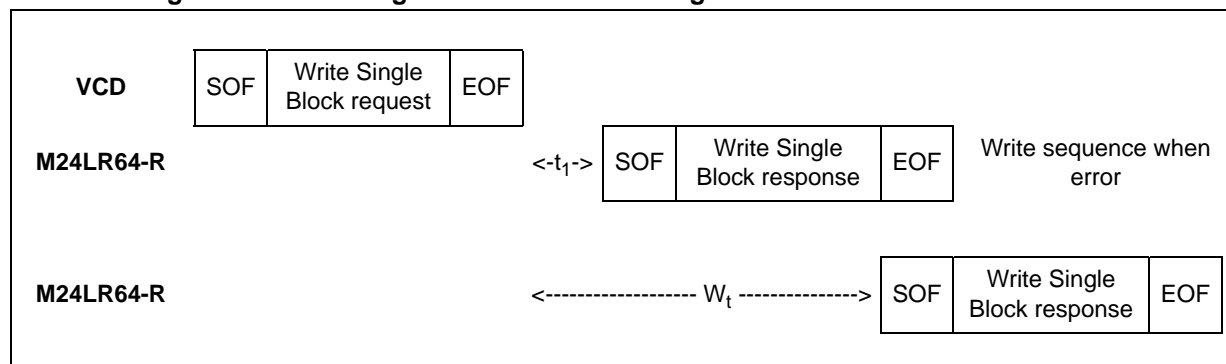 VCD SOF Write Single Block request EOF
M24LR64-R <-t1-> SOF Write Single Block response EOF Write sequence when error
M24LR64-R <-------------------- Wt ---------------> SOF Write Single Block response EOF